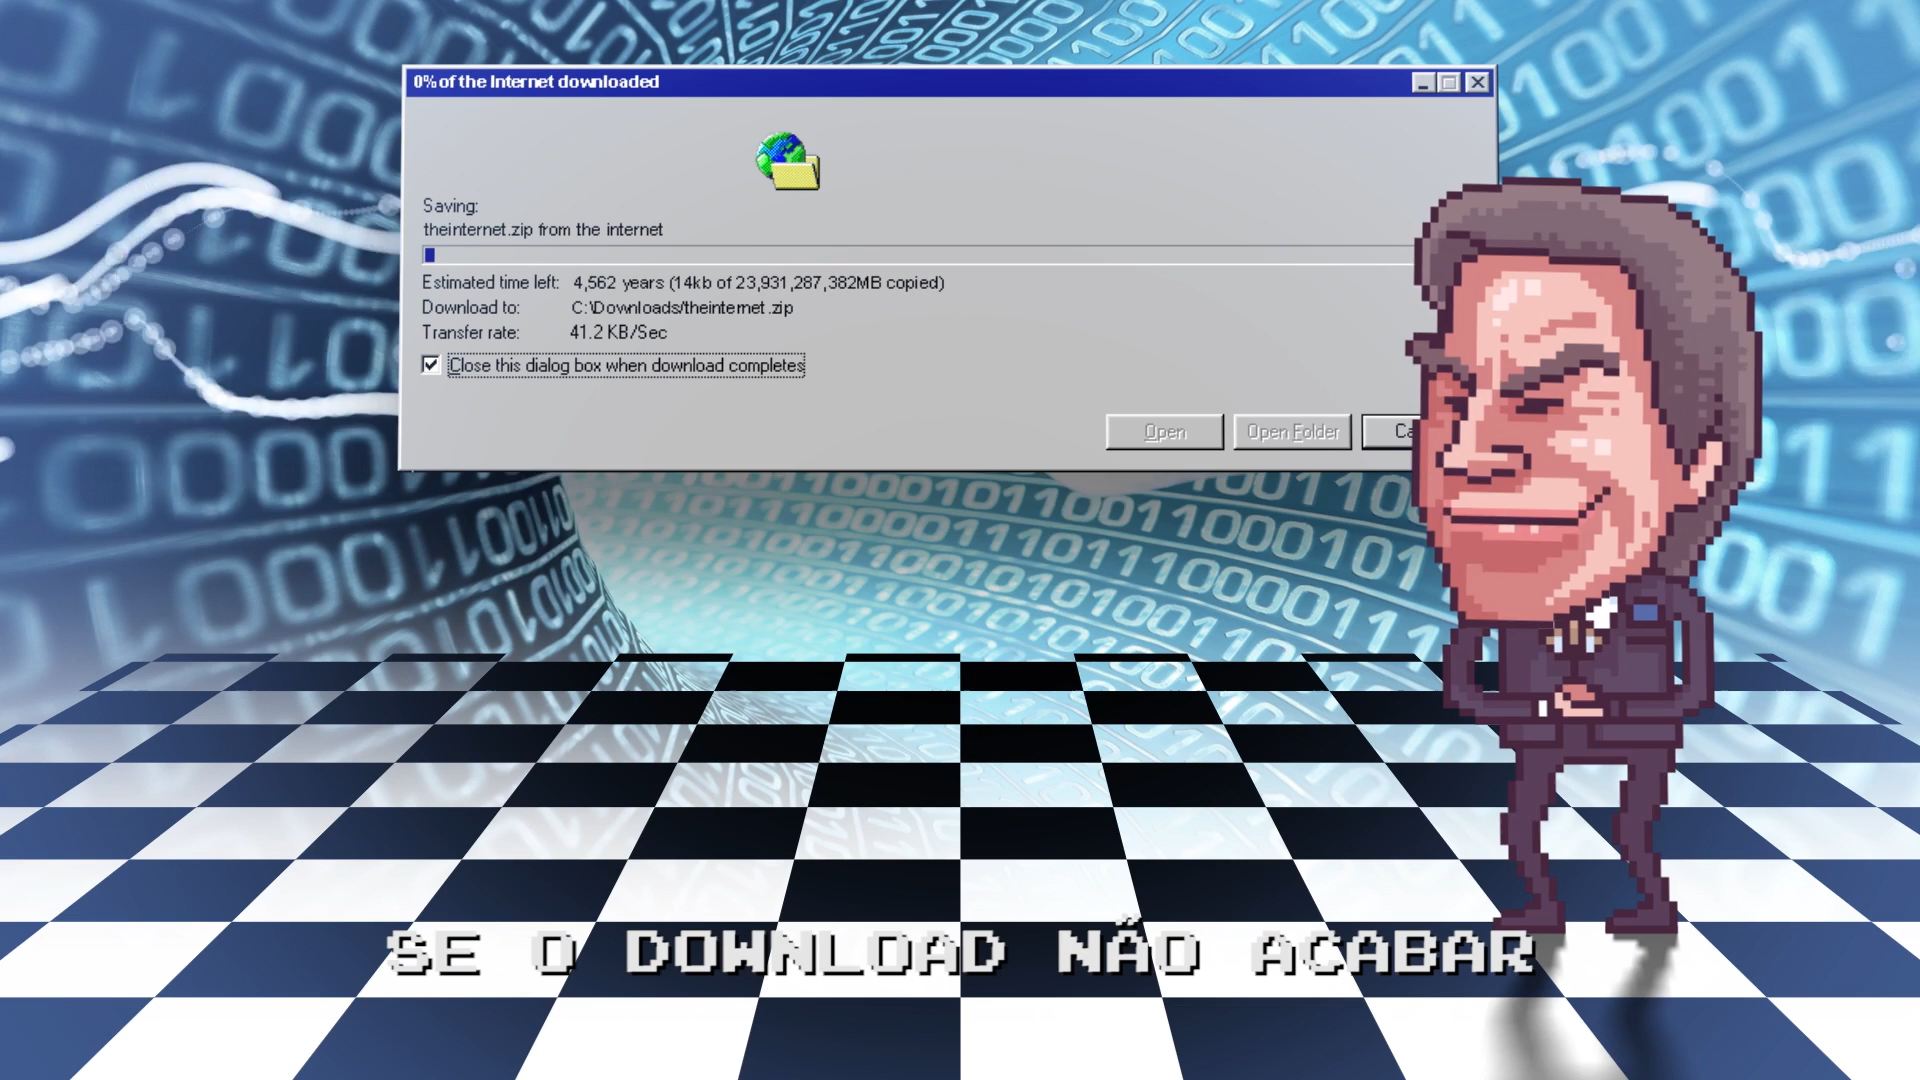 0% of the Internet downloaded
Saving:
theinternet.zip from the internet
Estimated time left: 4,562 years (14kb of 23,931,287,382MB copied)
Download to: C:\Downloads/theinternet.zip
Transfer rate: 41.2 KB/Sec
Close this dialog box when download completes
Open Open Folder Ca
SE O DOWNLOAD NÃO ACABAR